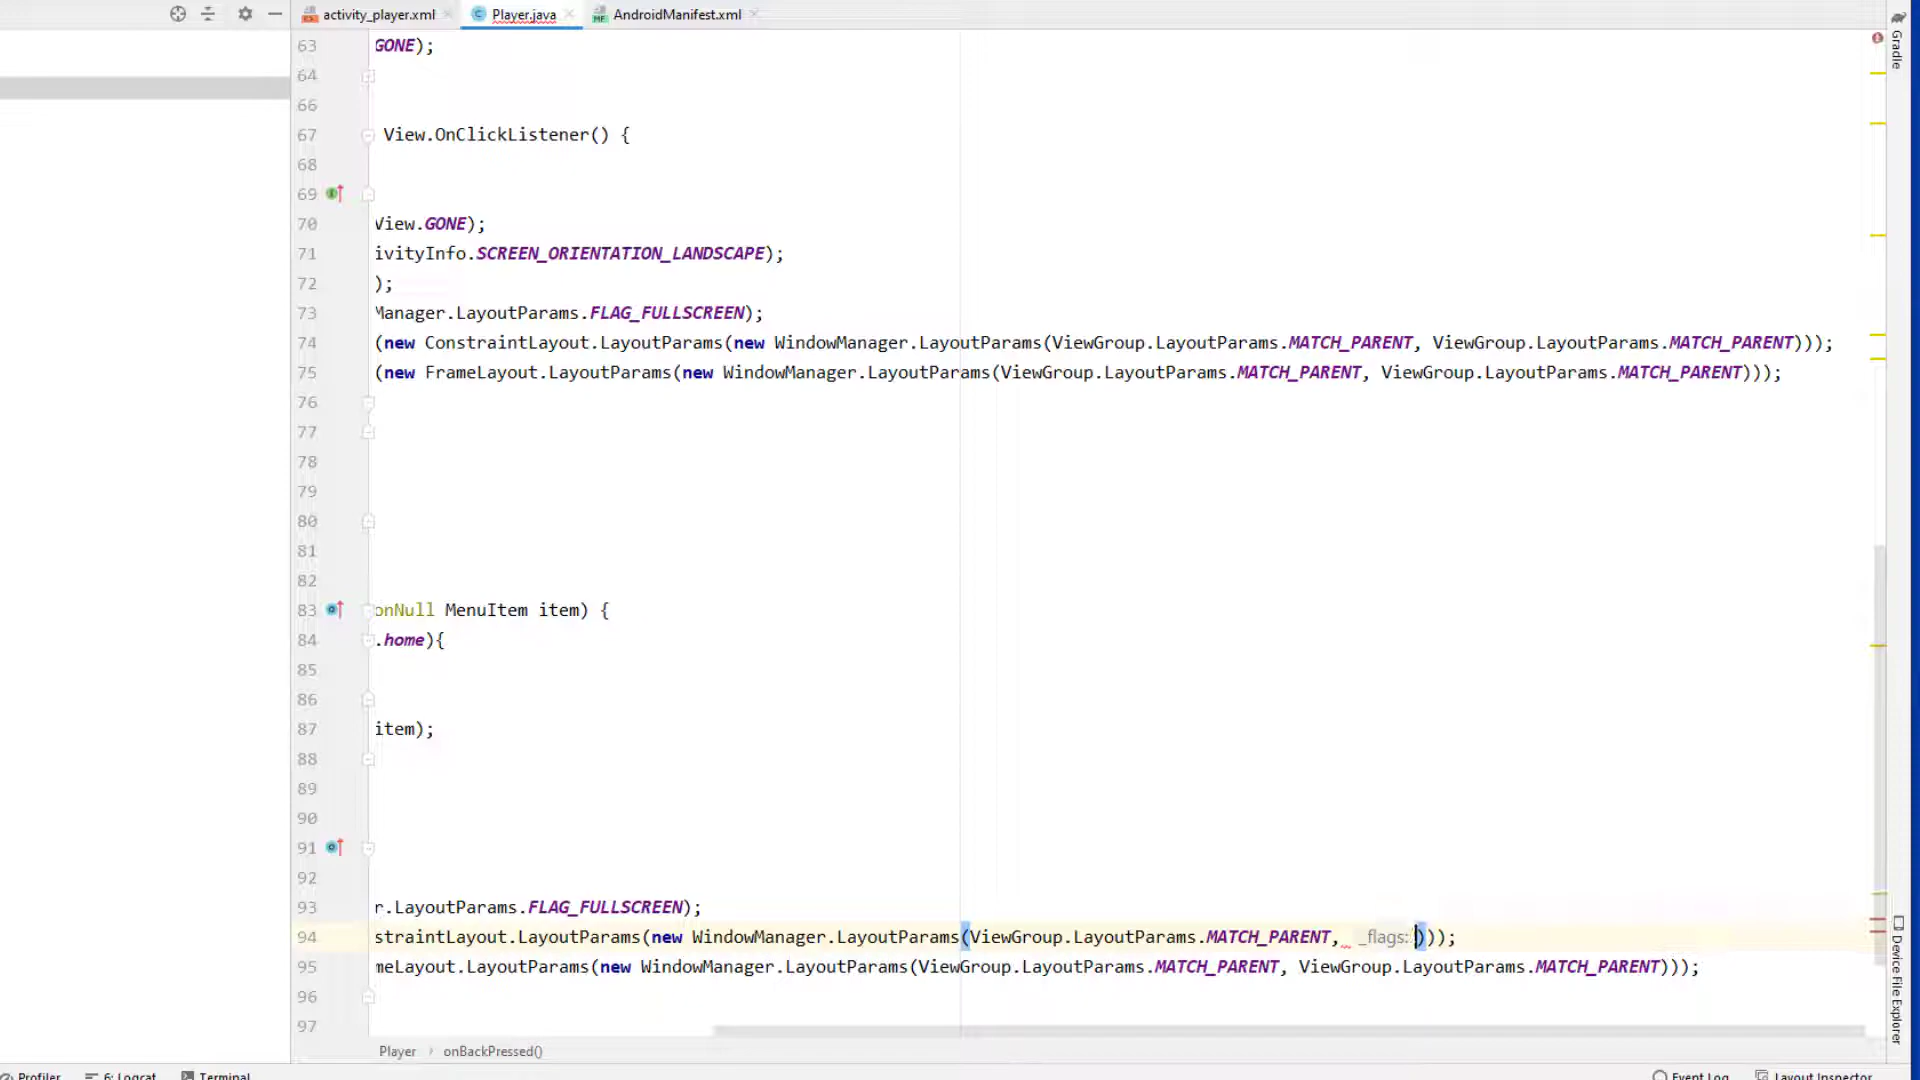 activity_player.xml
Player.java
AndroidManifest.xml
Gradle
63 GONE);
64
66
67 View.OnClickListener() {
68
69
70 View.GONE);
71 ivityInfo.SCREEN_ORIENTATION_LANDSCAPE);
72 );
73 Manager.LayoutParams.FLAG_FULLSCREEN);
74 (new ConstraintLayout.LayoutParams(new WindowManager.LayoutParams(ViewGroup.LayoutParams.MATCH_PARENT, ViewGroup.LayoutParams.MATCH_PARENT)));
75 (new FrameLayout.LayoutParams(new WindowManager.LayoutParams(ViewGroup.LayoutParams.MATCH_PARENT, ViewGroup.LayoutParams.MATCH_PARENT)));
76
77
78
79
80
81
82
83 onNull MenuItem item) {
84 .home){
85
86
87 item);
88
89
90
91
92
93 r.LayoutParams.FLAG_FULLSCREEN);
94 straintLayout.LayoutParams(new WindowManager.LayoutParams(ViewGroup.LayoutParams.MATCH_PARENT, _flags: )));
95 meLayout.LayoutParams(new WindowManager.LayoutParams(ViewGroup.LayoutParams.MATCH_PARENT, ViewGroup.LayoutParams.MATCH_PARENT)));
96
97
Device File Explorer
Player › onBackPressed()
Profiler
6: Logcat
Terminal
Event Log
Layout Inspector